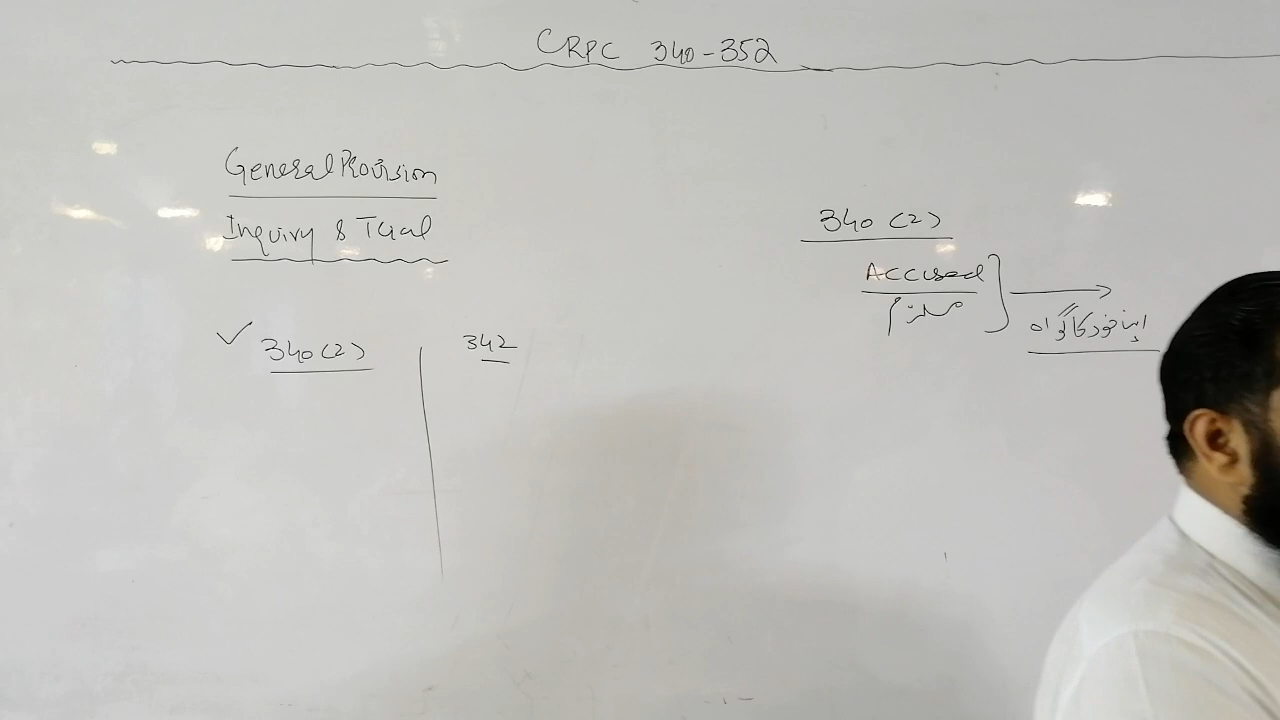 CRPC 340-352
General Provision
Inquiry & Trial
340 (2)
Accused
ملزم
اپنے خود کا گواہ
✓ 340 (2)
342